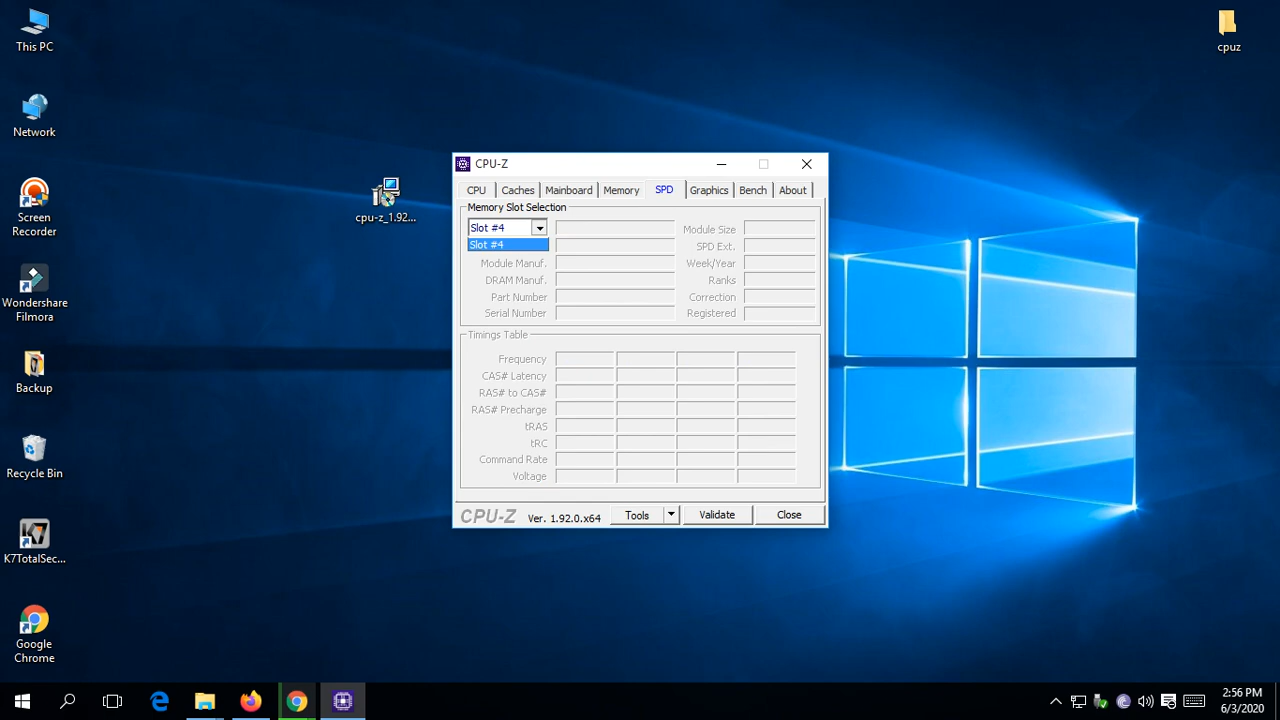 This PC
Network
Screen
Recorder
Wondershare
Filmora
Backup
Recycle Bin
K7TotalSec...
Google
Chrome
cpu-z_1.92...
cpuz
CPU-Z
CPU
Caches
Mainboard
Memory
SPD
Graphics
Bench
About
Memory Slot Selection
Slot #4
Slot #4
Module Manuf.
DRAM Manuf.
Part Number
Serial Number
Module Size
SPD Ext.
Week/Year
Ranks
Correction
Registered
Timings Table
Frequency
CAS# Latency
RAS# to CAS#
RAS# Precharge
tRAS
tRC
Command Rate
Voltage
CPU-Z
Ver. 1.92.0.x64
Tools
Validate
Close
2:56 PM
6/3/2020